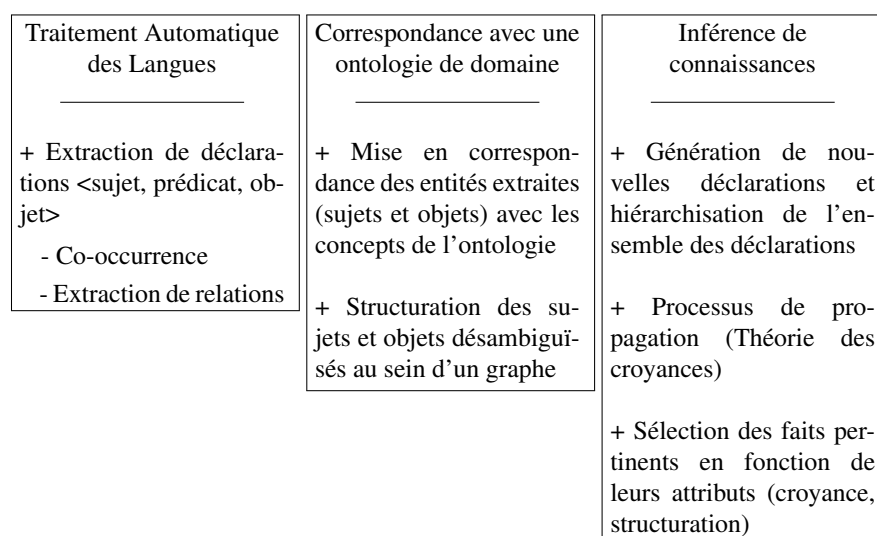 Traitement Automatique
des Langues
+ Extraction de déclara-
tions <sujet, prédicat, ob-
jet>
- Co-occurrence
- Extraction de relations
Correspondance avec une
ontologie de domaine
+ Mise en correspon-
dance des entités extraites
(sujets et objets) avec les
concepts de l'ontologie
+ Structuration des su-
jets et objets désambiguï-
sés au sein d'un graphe
Inférence de
connaissances
+ Génération de nou-
velles déclarations et
hiérarchisation de l'en-
semble des déclarations
+ Processus de pro-
pagation (Théorie des
croyances)
+ Sélection des faits per-
tinents en fonction de
leurs attributs (croyance,
structuration)